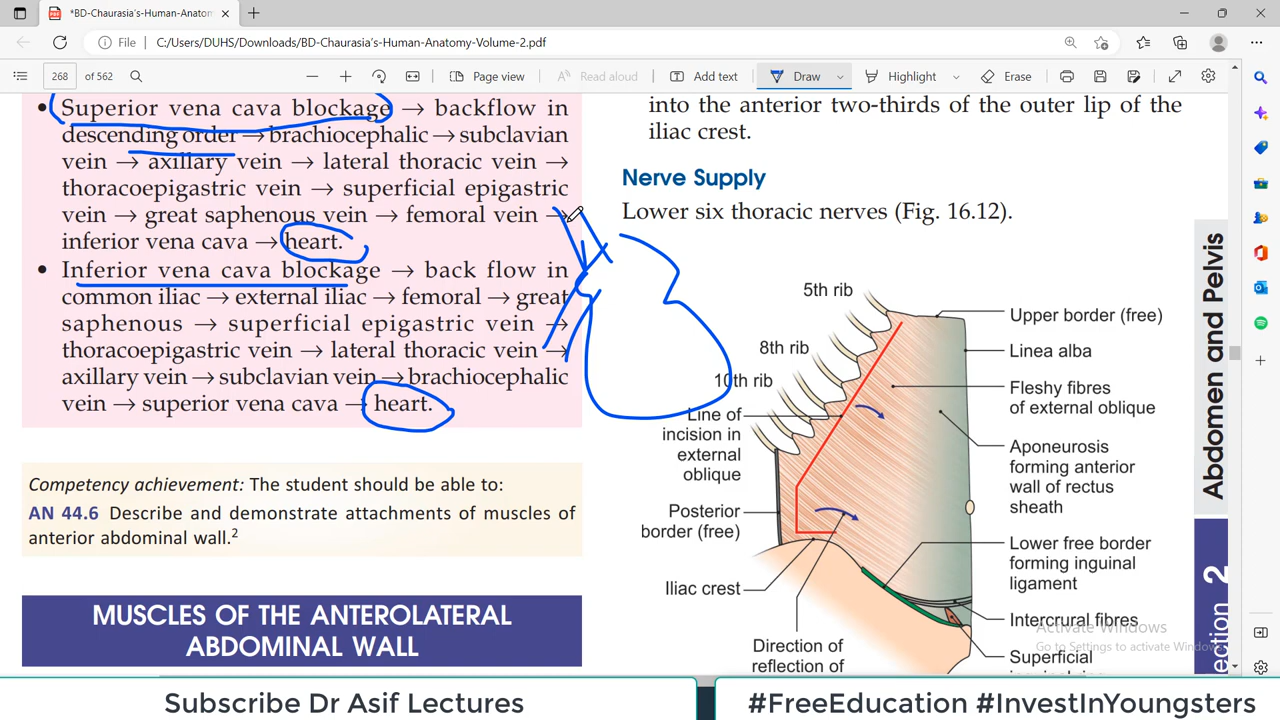 *BD-Chaurasia's-Human-Anatom
File
C:/Users/DUHS/Downloads/BD-Chaurasia's-Human-Anatomy-Volume-2.pdf
268 of 562
Page view
Read aloud
Add text
Draw
Highlight
Erase
• Superior vena cava blockage → backflow in
descending order → brachiocephalic → subclavian
vein → axillary vein → lateral thoracic vein →
thoracoepigastric vein → superficial epigastric
vein → great saphenous vein → femoral vein →
inferior vena cava → heart.
• Inferior vena cava blockage → back flow in
common iliac → external iliac → femoral → great
saphenous → superficial epigastric vein →
thoracoepigastric vein → lateral thoracic vein →
axillary vein → subclavian vein → brachiocephalic
vein → superior vena cava → heart.
Competency achievement: The student should be able to:
AN 44.6 Describe and demonstrate attachments of muscles of
anterior abdominal wall.²
MUSCLES OF THE ANTEROLATERAL
ABDOMINAL WALL
into the anterior two-thirds of the outer lip of the
iliac crest.
Nerve Supply
Lower six thoracic nerves (Fig. 16.12).
5th rib
8th rib
10th rib
Line of
incision in
external
oblique
Posterior
border (free)
Iliac crest
Direction of
reflection of
Upper border (free)
Linea alba
Fleshy fibres
of external oblique
Aponeurosis
forming anterior
wall of rectus
sheath
Lower free border
forming inguinal
ligament
Intercrural fibres
Superficial
Abdomen and Pelvis
ection 2
Activate Windows
Go to Settings to activate Windows.
Subscribe Dr Asif Lectures
#FreeEducation #InvestInYoungsters